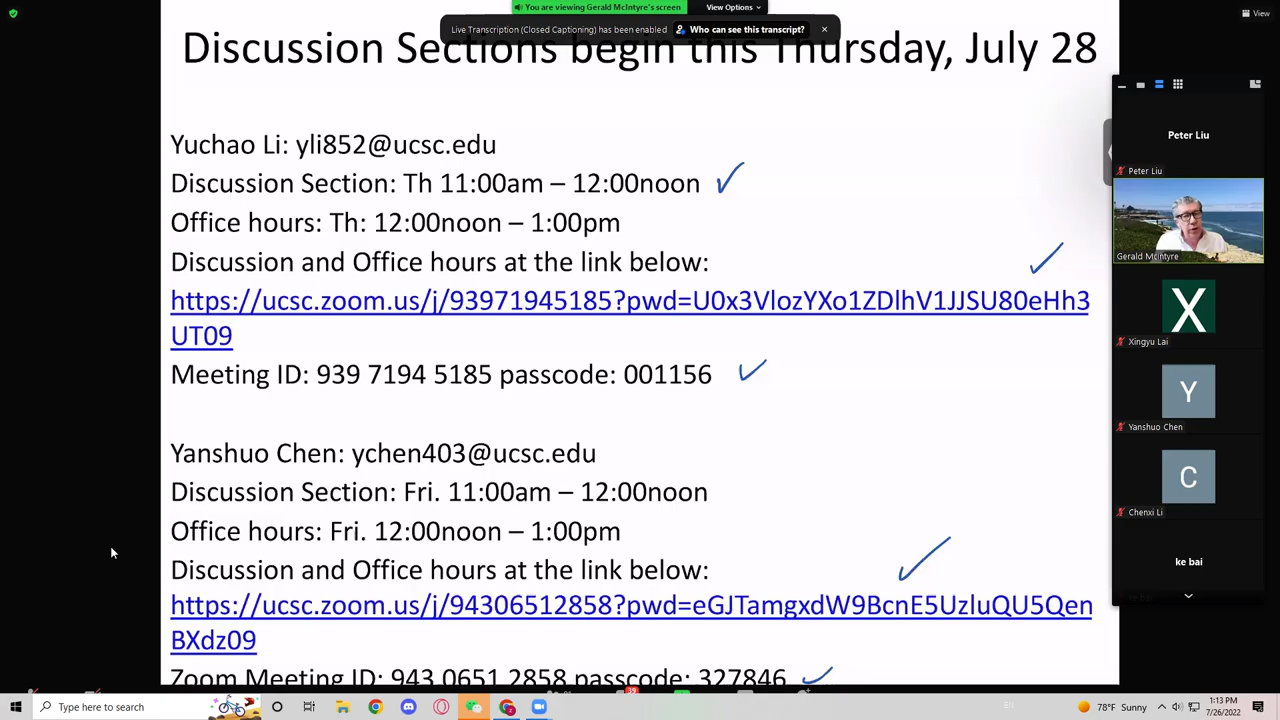 You are viewing Gerald McIntyre's screen
View Options
View
Live Transcription (Closed Captioning) has been enabled
Who can see this transcript?
Discussion Sections begin this Thursday, July 28
Yuchao Li: yli852@ucsc.edu
Discussion Section: Th 11:00am – 12:00noon
Office hours: Th: 12:00noon – 1:00pm
Discussion and Office hours at the link below:
https://ucsc.zoom.us/j/93971945185?pwd=U0x3VlozYXo1ZDlhV1JJSU80eHh3
UT09
Meeting ID: 939 7194 5185 passcode: 001156
Yanshuo Chen: ychen403@ucsc.edu
Discussion Section: Fri. 11:00am – 12:00noon
Office hours: Fri. 12:00noon – 1:00pm
Discussion and Office hours at the link below:
https://ucsc.zoom.us/j/94306512858?pwd=eGJTamgxdW9BcnE5UzluQU5Qen
BXdz09
Zoom Meeting ID: 943 0651 2858 passcode: 327846
Peter Liu
Peter Liu
Gerald McIntyre
X
Xingyu Lai
Y
Yanshuo Chen
C
Chenxi Li
ke bai
39
Type here to search
78°F Sunny
1:13 PM
7/26/2022